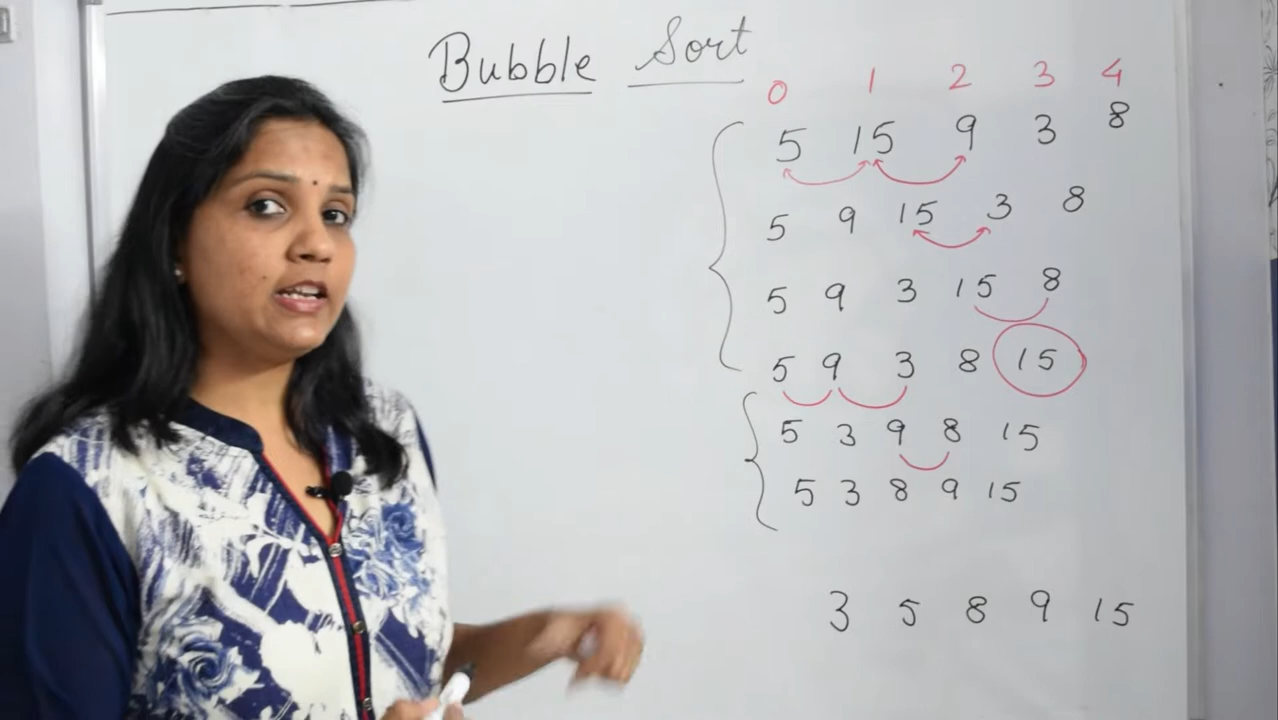 Bubble Sort
0 1 2 3 4
5 15 9 3 8
5 9 15 3 8
5 9 3 15 8
5 9 3 8 15
5 3 9 8 15
5 3 8 9 15
3 5 8 9 15